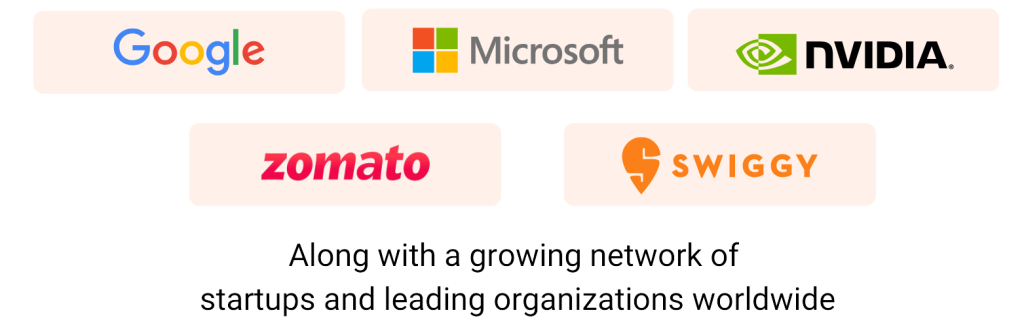 Google
Microsoft
NVIDIA.
zomato
SWIGGY
Along with a growing network of
startups and leading organizations worldwide